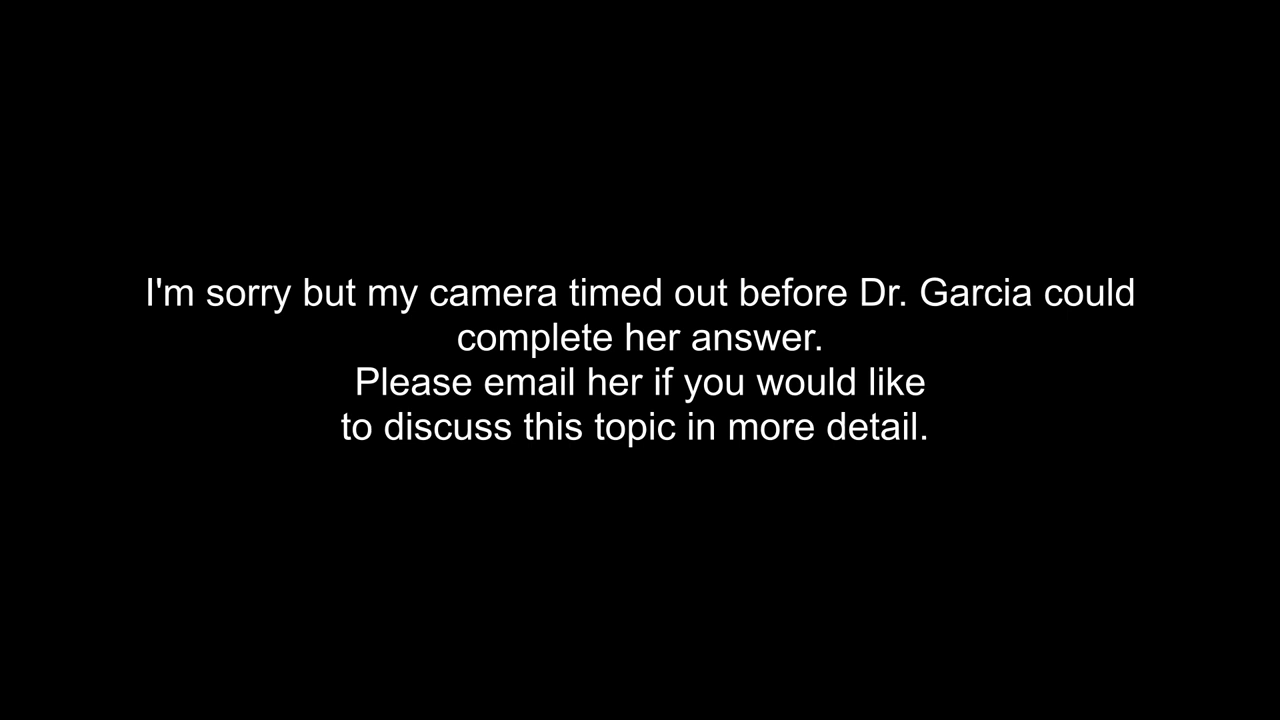 I'm sorry but my camera timed out before Dr. Garcia could
complete her answer.
Please email her if you would like
to discuss this topic in more detail.